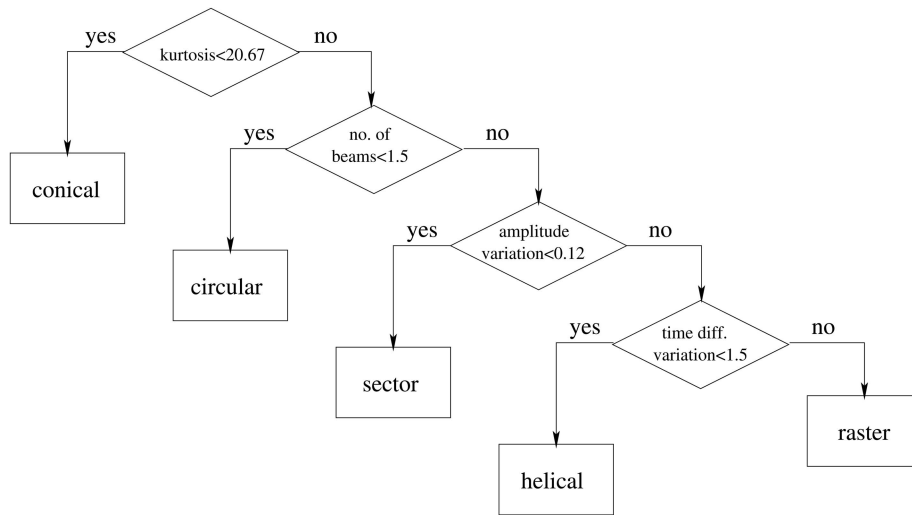 yes
no
kurtosis<20.67
yes
no
no. of
beams<1.5
conical
yes
no
amplitude
variation<0.12
circular
yes
no
time diff.
variation<1.5
sector
raster
helical